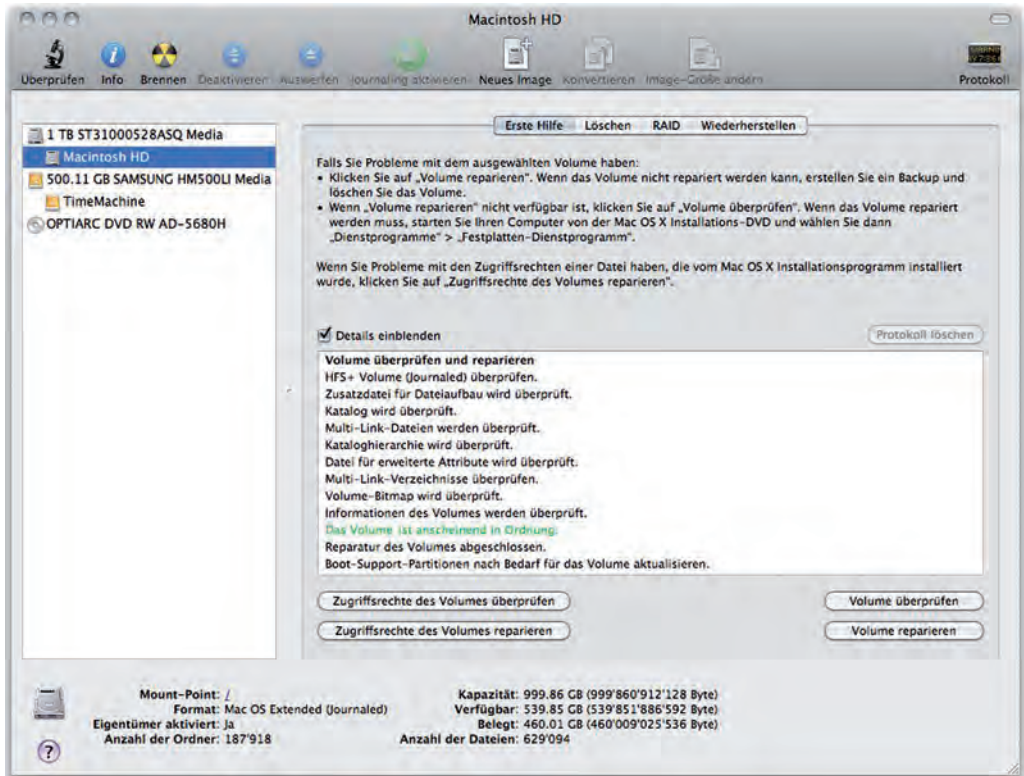 Macintosh HD
Überprüfen Info Brennen Deaktivieren Auswerfen Journaling aktivieren Neues Image Konvertieren Image-Größe ändern Protokoll
1 TB ST31000528ASQ Media
Macintosh HD
500.11 GB SAMSUNG HM500LI Media
TimeMachine
OPTIARC DVD RW AD-5680H
Erste Hilfe Löschen RAID Wiederherstellen
Falls Sie Probleme mit dem ausgewählten Volume haben:
• Klicken Sie auf „Volume reparieren“. Wenn das Volume nicht repariert werden kann, erstellen Sie ein Backup und
löschen Sie das Volume.
• Wenn „Volume reparieren“ nicht verfügbar ist, klicken Sie auf „Volume überprüfen“. Wenn das Volume repariert
werden muss, starten Sie Ihren Computer von der Mac OS X Installations-DVD und wählen Sie dann
„Dienstprogramme“ > „Festplatten-Dienstprogramm“.
Wenn Sie Probleme mit den Zugriffsrechten einer Datei haben, die vom Mac OS X Installationsprogramm installiert
wurde, klicken Sie auf „Zugriffsrechte des Volumes reparieren“.
Details einblenden
Protokoll löschen
Volume überprüfen und reparieren
HFS+ Volume (Journaled) überprüfen.
Zusatzdatei für Dateiaufbau wird überprüft.
Katalog wird überprüft.
Multi-Link-Dateien werden überprüft.
Kataloghierarchie wird überprüft.
Datei für erweiterte Attribute wird überprüft.
Multi-Link-Verzeichnisse überprüfen.
Volume-Bitmap wird überprüft.
Informationen des Volumes werden überprüft.
Das Volume ist anscheinend in Ordnung.
Reparatur des Volumes abgeschlossen.
Boot-Support-Partitionen nach Bedarf für das Volume aktualisieren.
Zugriffsrechte des Volumes überprüfen Volume überprüfen
Zugriffsrechte des Volumes reparieren Volume reparieren
Mount-Point: / Kapazität: 999.86 GB (999'860'912'128 Byte)
Format: Mac OS Extended (Journaled) Verfügbar: 539.85 GB (539'851'886'592 Byte)
Eigentümer aktiviert: Ja Belegt: 460.01 GB (460'009'025'536 Byte)
Anzahl der Ordner: 187'918 Anzahl der Dateien: 629'094
?